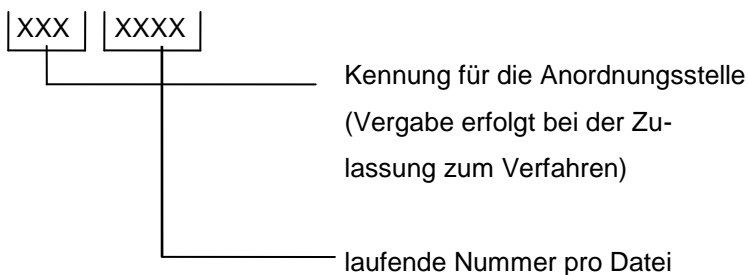 XXX XXXX
Kennung für die Anordnungsstelle
(Vergabe erfolgt bei der Zu-
lassung zum Verfahren)
laufende Nummer pro Datei